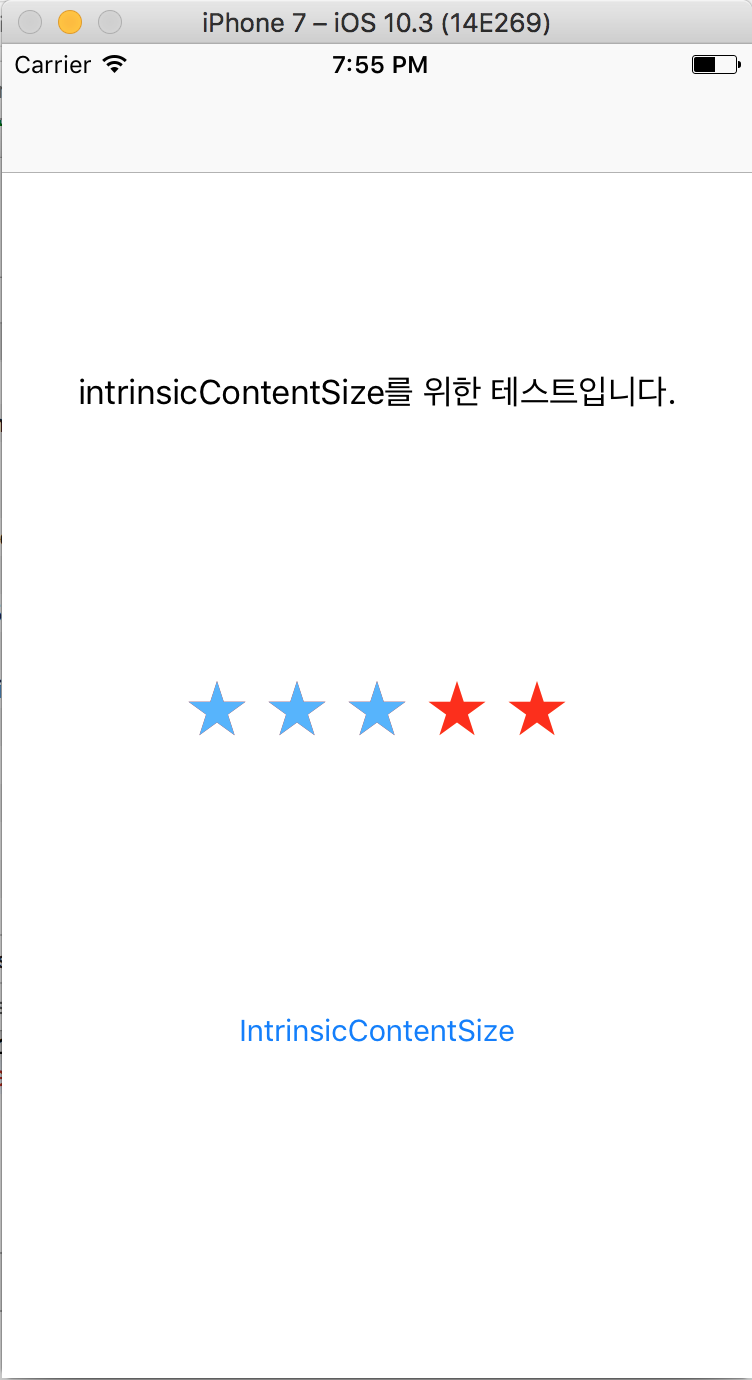 iPhone 7 – iOS 10.3 (14E269)
Carrier 7:55 PM
intrinsicContentSize를 위한 테스트입니다.
IntrinsicContentSize